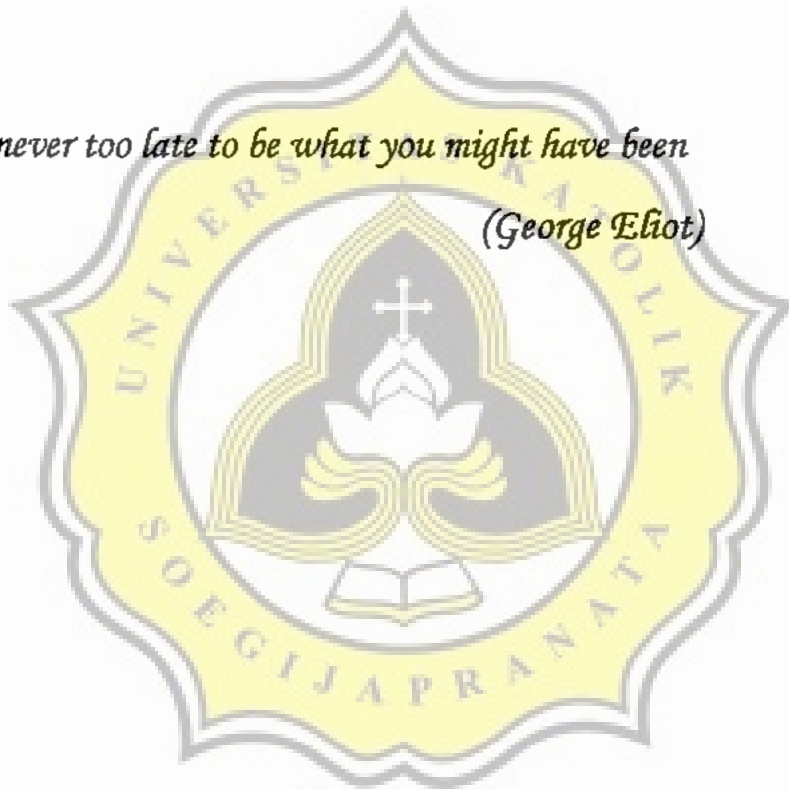 never too late to be what you might have been
(George Eliot)
UNIVERSITAS KATOLIK
SOEGIJAPRANATA